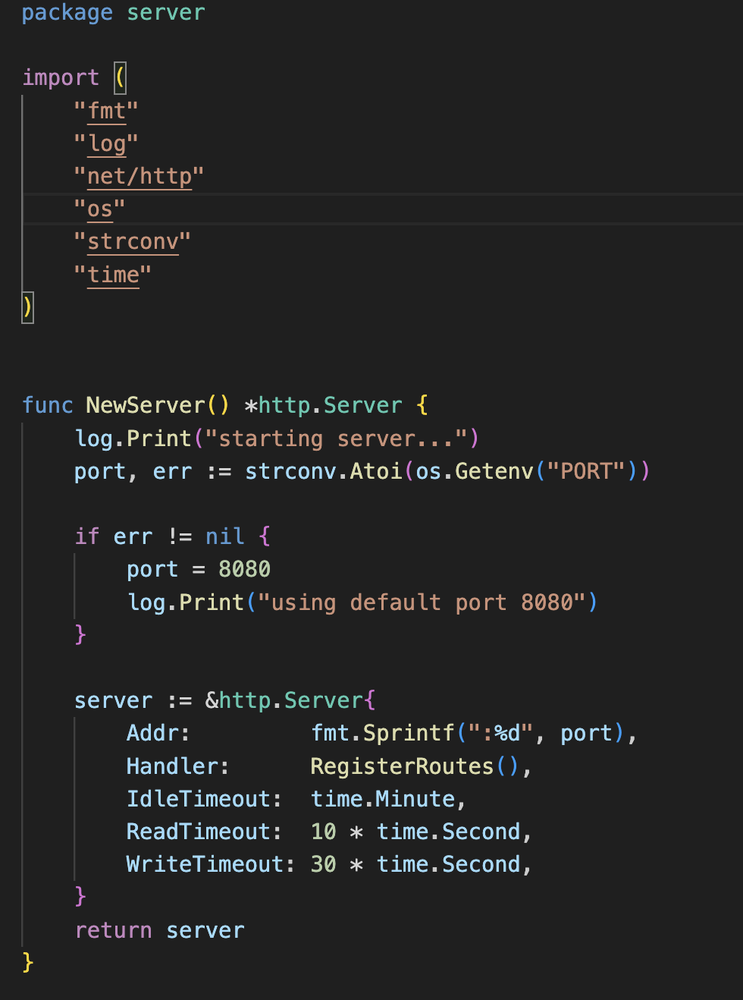 package server
import (
"fmt"
"log"
"net/http"
"os"
"strconv"
"time"
)
func NewServer() *http.Server {
log.Print("starting server...")
port, err := strconv.Atoi(os.Getenv("PORT"))
if err != nil {
port = 8080
log.Print("using default port 8080")
}
server := &http.Server{
Addr: fmt.Sprintf(":%d", port),
Handler: RegisterRoutes(),
IdleTimeout: time.Minute,
ReadTimeout: 10 * time.Second,
WriteTimeout: 30 * time.Second,
}
return server
}